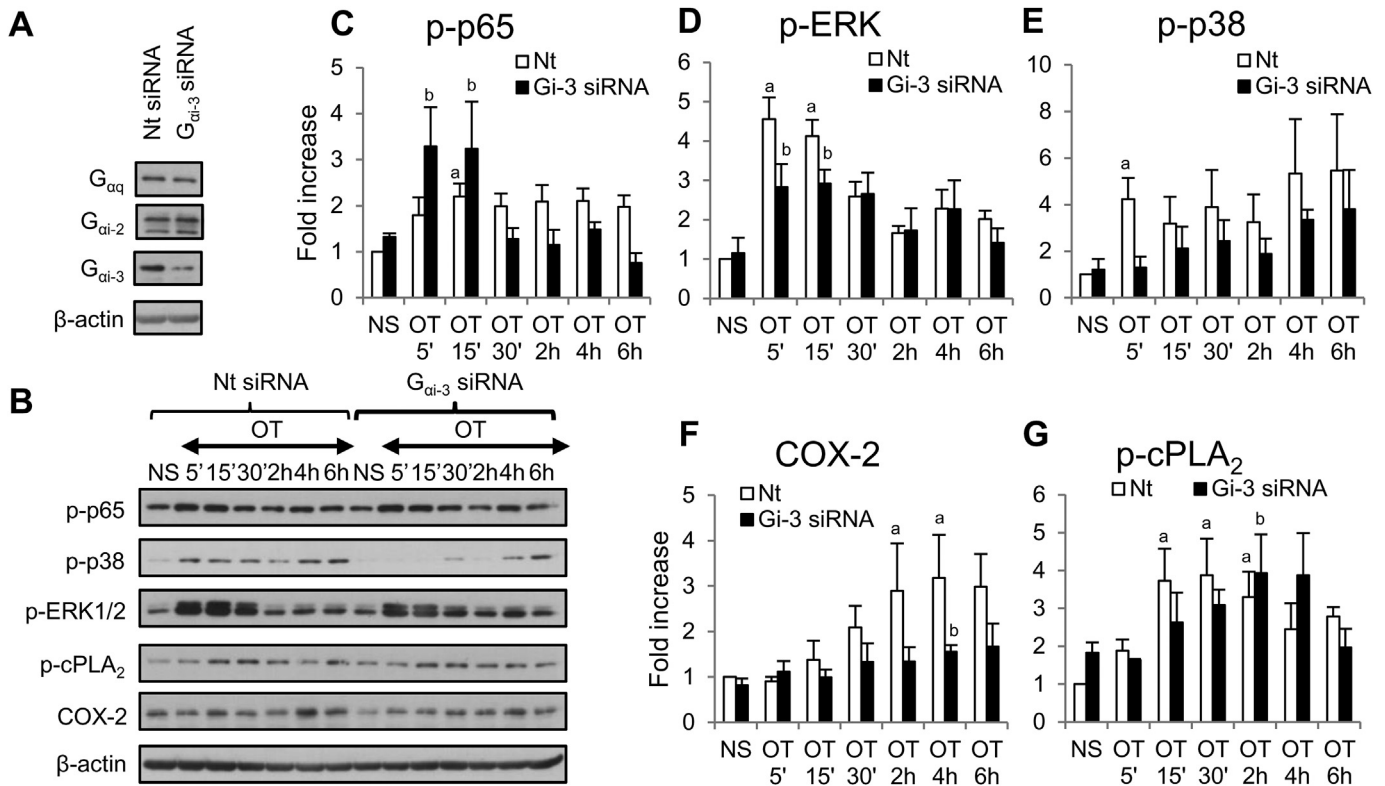 A
Nt siRNA
Gαi-3 siRNA
Gαq
Gαi-2
Gαi-3
β-actin
B
Nt siRNA Gαi-3 siRNA
OT OT
NS 5' 15' 30' 2h 4h 6h NS 5' 15' 30' 2h 4h 6h
p-p65
p-p38
p-ERK1/2
p-cPLA2
COX-2
β-actin
C
p-p65
Nt
Gi-3 siRNA
Fold increase
5
4
3
2
1
0
b b
a
NS OT OT OT OT OT OT
5' 15' 30' 2h 4h 6h
D
p-ERK
Nt
Gi-3 siRNA
6
5
4
3
2
1
0
a a
b b
NS OT OT OT OT OT OT
5' 15' 30' 2h 4h 6h
E
p-p38
Nt
Gi-3 siRNA
10
8
6
4
2
0
a
NS OT OT OT OT OT OT
5' 15' 30' 2h 4h 6h
F
COX-2
Nt
Gi-3 siRNA
Fold increase
5
4
3
2
1
0
a a
b
NS OT OT OT OT OT OT
5' 15' 30' 2h 4h 6h
G
p-cPLA2
Nt Gi-3 siRNA
6
5
4
3
2
1
0
a a a b
NS OT OT OT OT OT OT
5' 15' 30' 2h 4h 6h